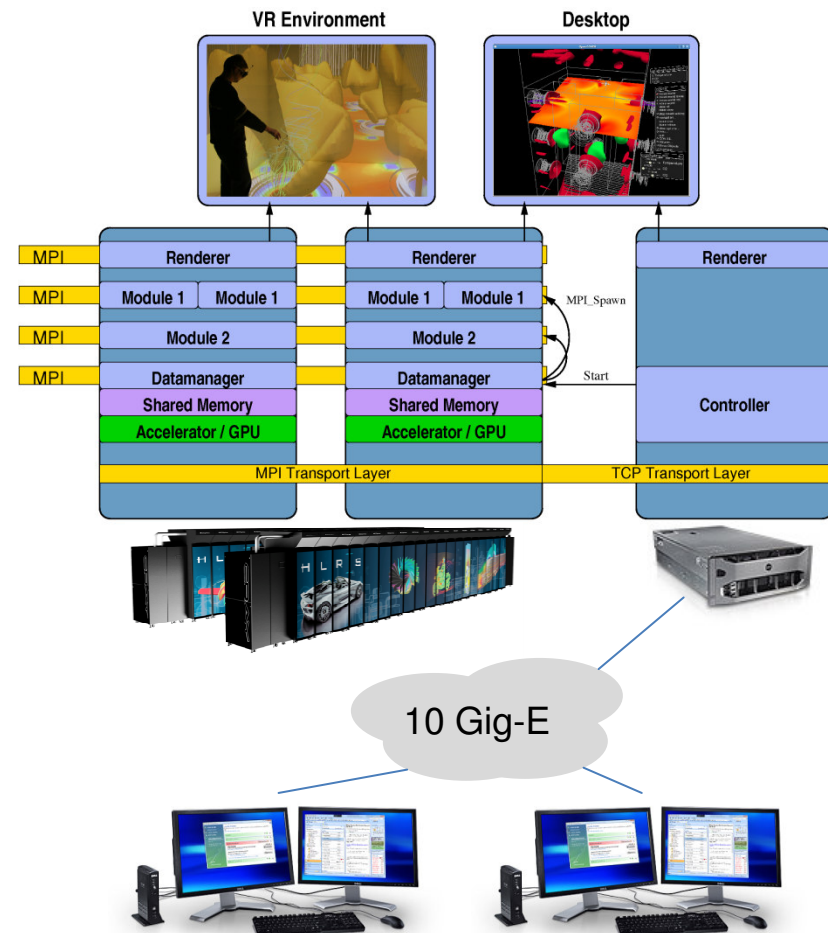 VR Environment
Desktop
MPI Renderer Renderer Renderer
MPI Module 1 Module 1 Module 1 Module 1 MPI_Spawn
MPI Module 2 Module 2
MPI Datamanager Datamanager Start
Shared Memory Shared Memory Controller
Accelerator / GPU Accelerator / GPU
MPI Transport Layer TCP Transport Layer
H L R S
H L R S
10 Gig-E